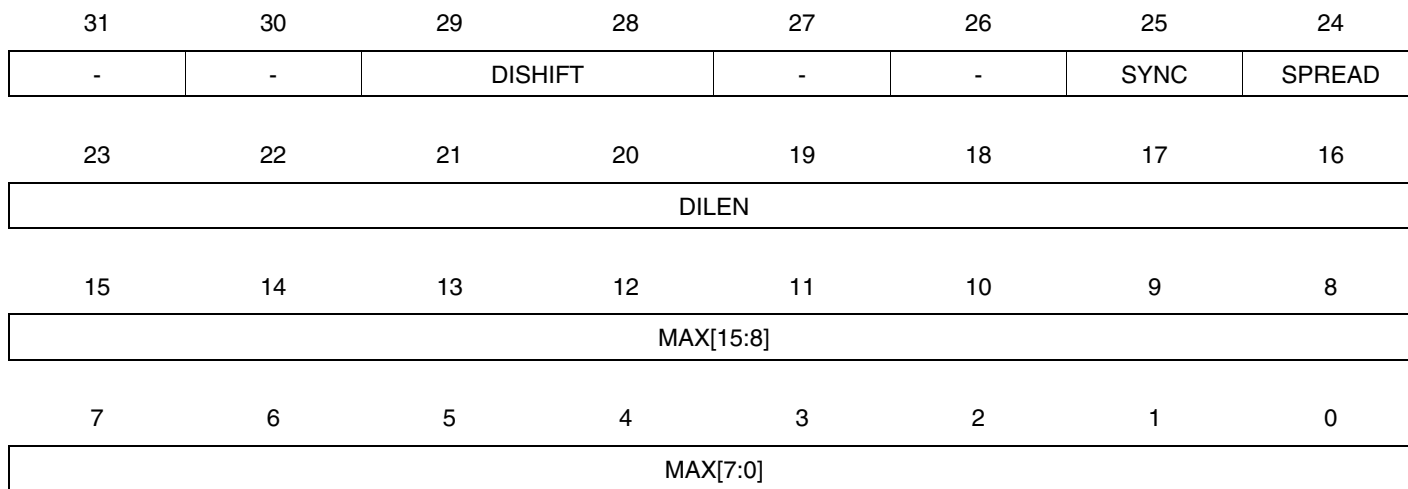 31 30 29 28 27 26 25 24
- - DISHIFT - - SYNC SPREAD
23 22 21 20 19 18 17 16
DILEN
15 14 13 12 11 10 9 8
MAX[15:8]
7 6 5 4 3 2 1 0
MAX[7:0]